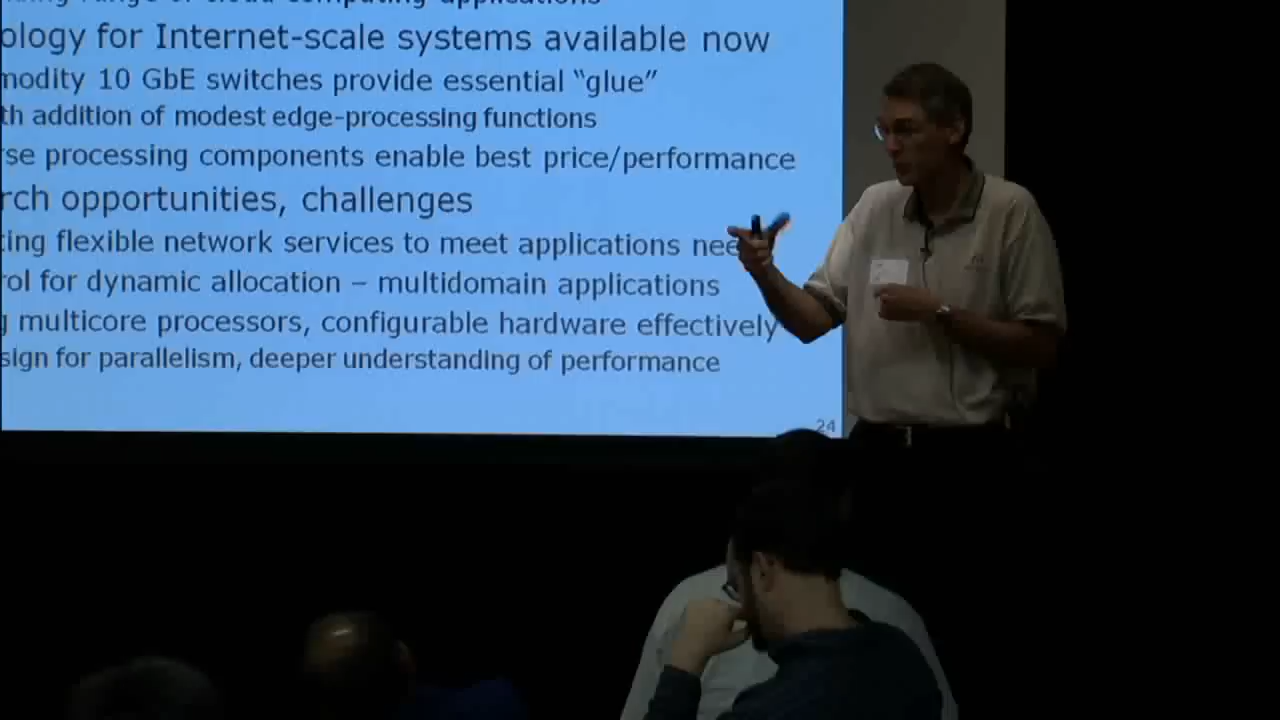 ology for Internet-scale systems available now
modity 10 GbE switches provide essential “glue”
th addition of modest edge-processing functions
rse processing components enable best price/performance
rch opportunities, challenges
ting flexible network services to meet applications nee
rol for dynamic allocation – multidomain applications
g multicore processors, configurable hardware effectively
sign for parallelism, deeper understanding of performance
24